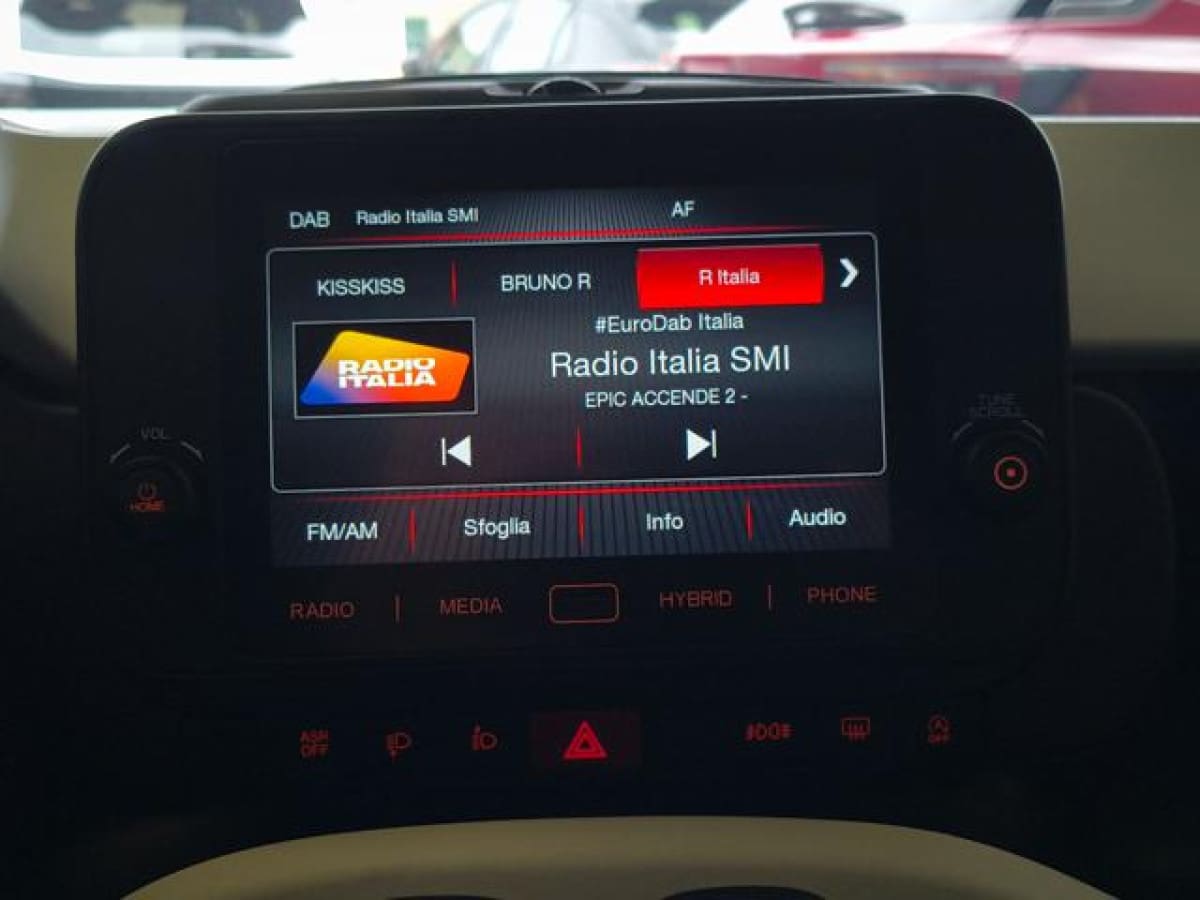 DAB Radio Italia SMI AF
KISSKISS BRUNO R R Italia
#EuroDab Italia
RADIO
ITALIA
Radio Italia SMI
EPIC ACCENDE 2 -
VOL
TUNE
SCROLL
HOME
FM/AM Sfoglia Info Audio
RADIO MEDIA HYBRID PHONE
ASR
OFF
A
OFF